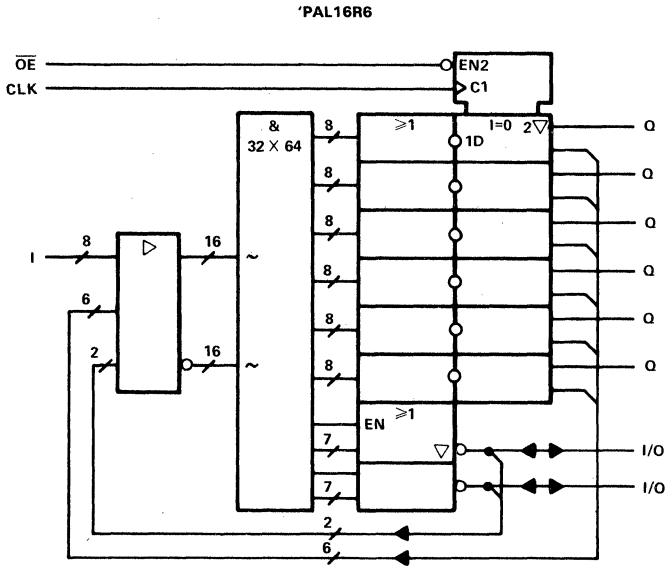 'PAL16R6
OE
EN2
CLK
C1
&
32 X 64
8
≥1
I=0
2▽
Q
1D
8
Q
8
Q
I
8
▷
16
~
8
Q
6
8
Q
2
16
~
8
Q
EN
≥1
7
▽
I/O
7
I/O
2
6